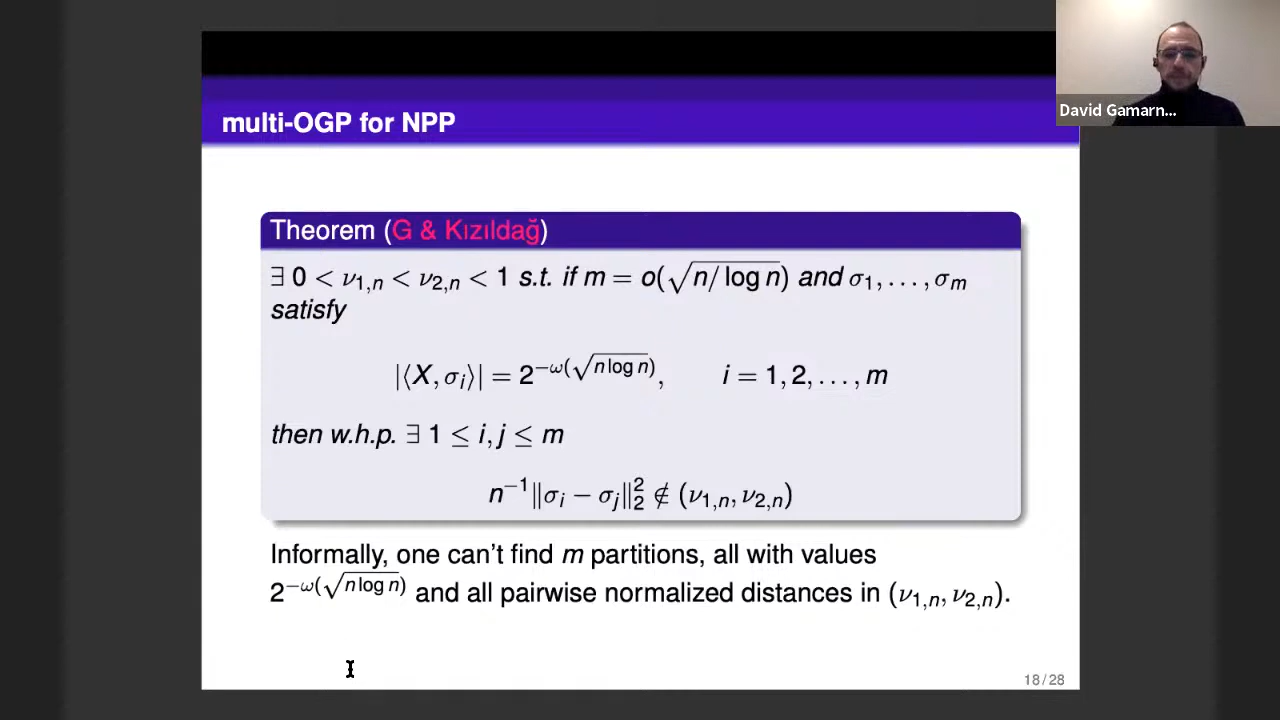 multi-OGP for NPP
David Gamarn...
Theorem (G & Kızıldağ)
∃ 0 < ν₁,ₙ < ν₂,ₙ < 1 s.t. if m = o(√(n/ log n)) and σ₁, . . . , σₘ
satisfy
|⟨X, σᵢ⟩| = 2^{−ω(√(n log n))}, i = 1, 2, . . . , m
then w.h.p. ∃ 1 ≤ i, j ≤ m
n⁻¹‖σᵢ − σⱼ‖₂² ∉ (ν₁,ₙ, ν₂,ₙ)
Informally, one can't find m partitions, all with values
2^{−ω(√(n log n))} and all pairwise normalized distances in (ν₁,ₙ, ν₂,ₙ).
18 / 28